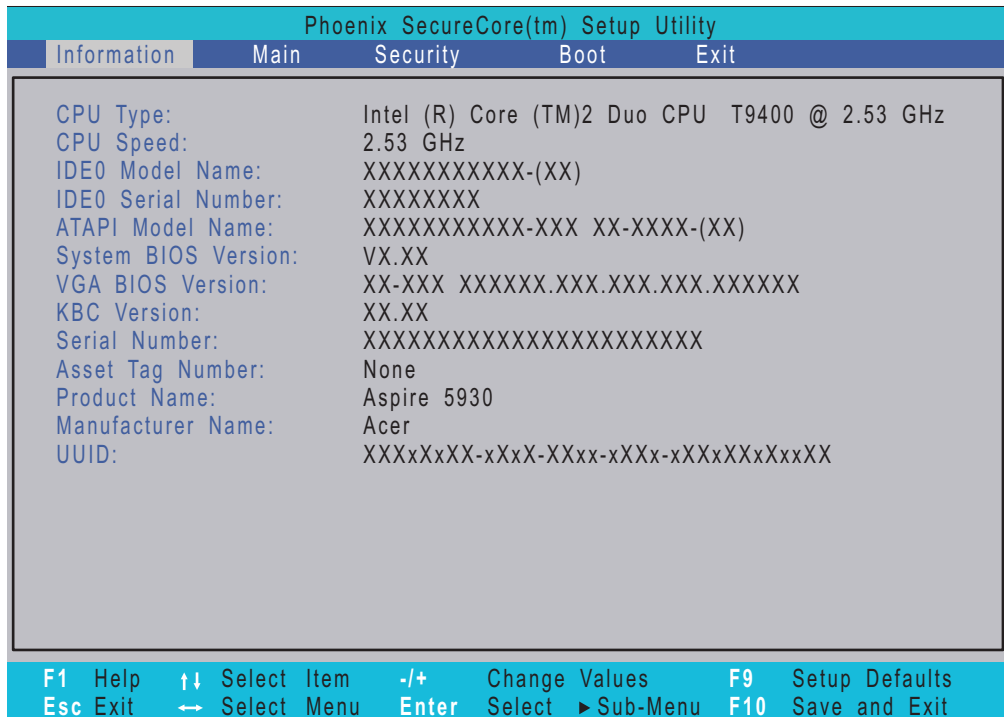 Phoenix SecureCore(tm) Setup Utility
Information Main Security Boot Exit
CPU Type: Intel (R) Core (TM)2 Duo CPU T9400 @ 2.53 GHz
CPU Speed: 2.53 GHz
IDE0 Model Name: XXXXXXXXXXX-(XX)
IDE0 Serial Number: XXXXXXXX
ATAPI Model Name: XXXXXXXXXXX-XXX XX-XXXX-(XX)
System BIOS Version: VX.XX
VGA BIOS Version: XX-XXX XXXXXX.XXX.XXX.XXX.XXXXXX
KBC Version: XX.XX
Serial Number: XXXXXXXXXXXXXXXXXXXXXXX
Asset Tag Number: None
Product Name: Aspire 5930
Manufacturer Name: Acer
UUID: XXXxXxXX-xXxX-XXxx-xXXx-xXXxXXxXxxXX
F1 Help ↑↓ Select Item -/+ Change Values F9 Setup Defaults
Esc Exit ↔ Select Menu Enter Select ►Sub-Menu F10 Save and Exit